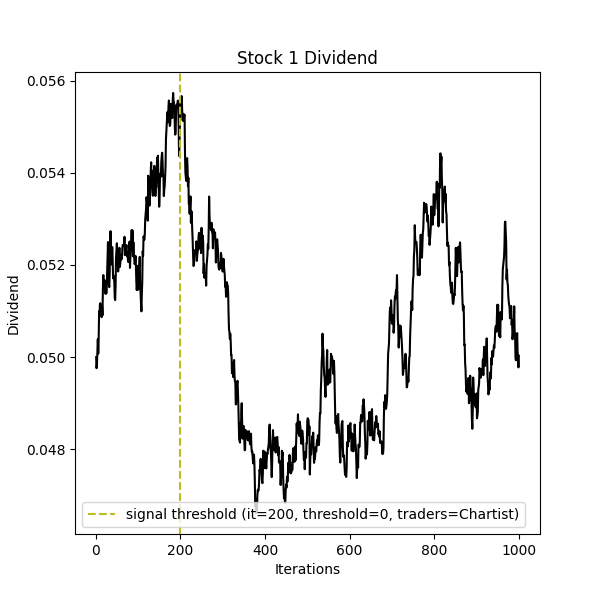 Stock 1 Dividend
0.056
0.054
0.052
0.050
0.048
Dividend
signal threshold (it=200, threshold=0, traders=Chartist)
0
200
400
600
800
1000
Iterations